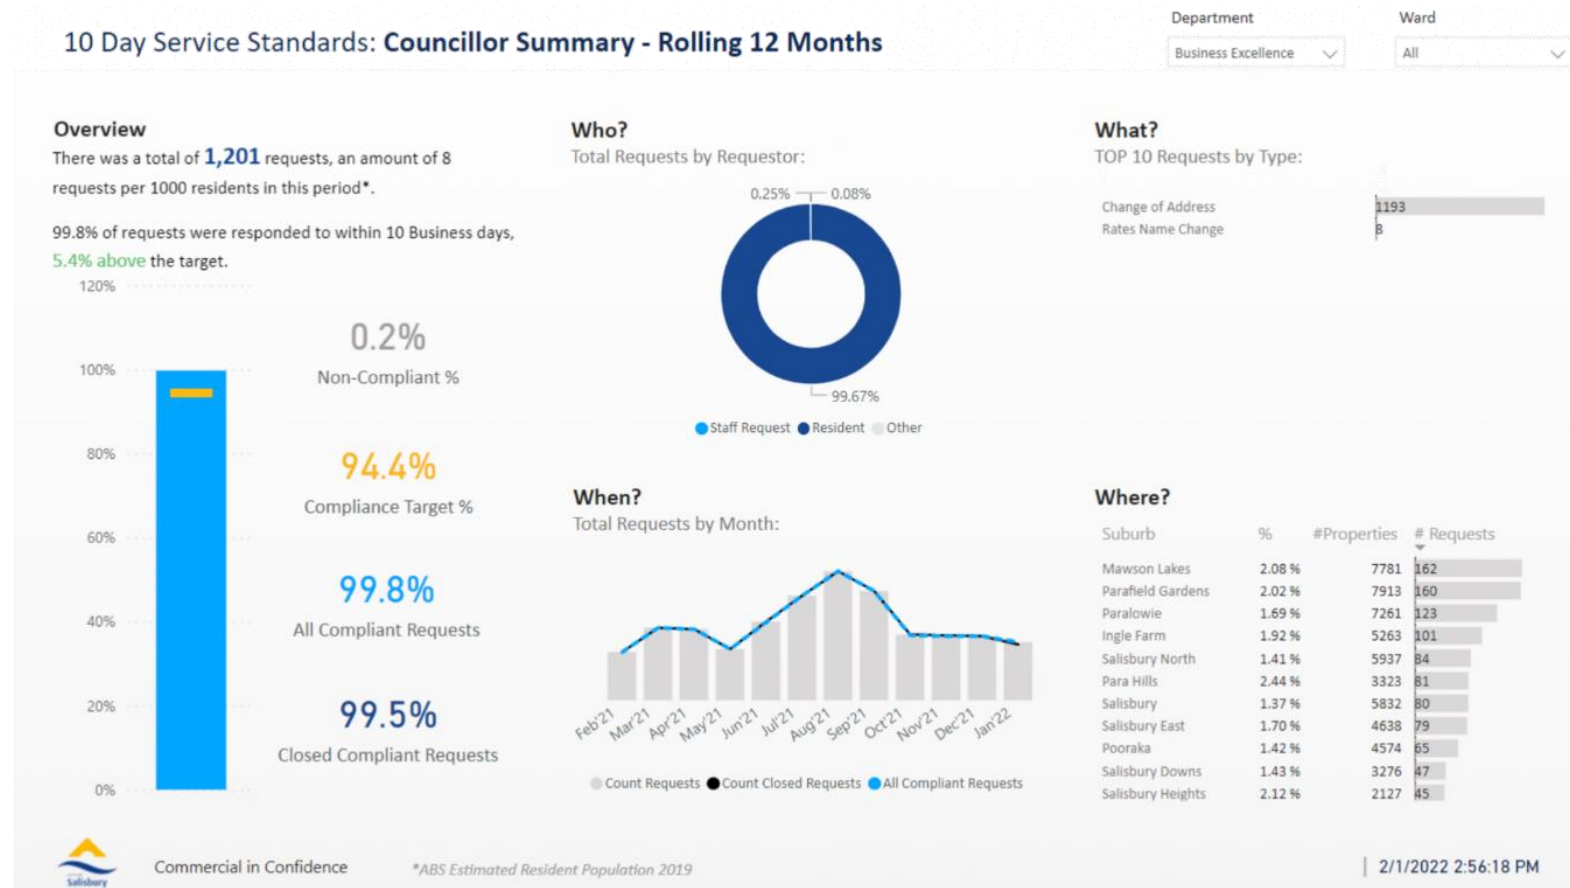 10 Day Service Standards: Councillor Summary - Rolling 12 Months
Department
Business Excellence
Ward
All
Overview
There was a total of 1,201 requests, an amount of 8
requests per 1000 residents in this period*.
99.8% of requests were responded to within 10 Business days,
5.4% above the target.
120%
100%
80%
60%
40%
20%
0%
0.2%
Non-Compliant %
94.4%
Compliance Target %
99.8%
All Compliant Requests
99.5%
Closed Compliant Requests
Who?
Total Requests by Requestor:
0.25% 0.08%
99.67%
Staff Request Resident Other
When?
Total Requests by Month:
Feb'21 Mar'21 Apr'21 May'21 Jun'21 Jul'21 Aug'21 Sep'21 Oct'21 Nov'21 Dec'21 Jan'22
Count Requests Count Closed Requests All Compliant Requests
What?
TOP 10 Requests by Type:
Change of Address 1193
Rates Name Change 8
Where?
Suburb % #Properties # Requests
Mawson Lakes 2.08 % 7781 162
Parafield Gardens 2.02 % 7913 160
Paralowie 1.69 % 7261 123
Ingle Farm 1.92 % 5263 101
Salisbury North 1.41 % 5937 84
Para Hills 2.44 % 3323 81
Salisbury 1.37 % 5832 80
Salisbury East 1.70 % 4638 79
Pooraka 1.42 % 4574 65
Salisbury Downs 1.43 % 3276 47
Salisbury Heights 2.12 % 2127 45
Salisbury
Commercial in Confidence
*ABS Estimated Resident Population 2019
2/1/2022 2:56:18 PM